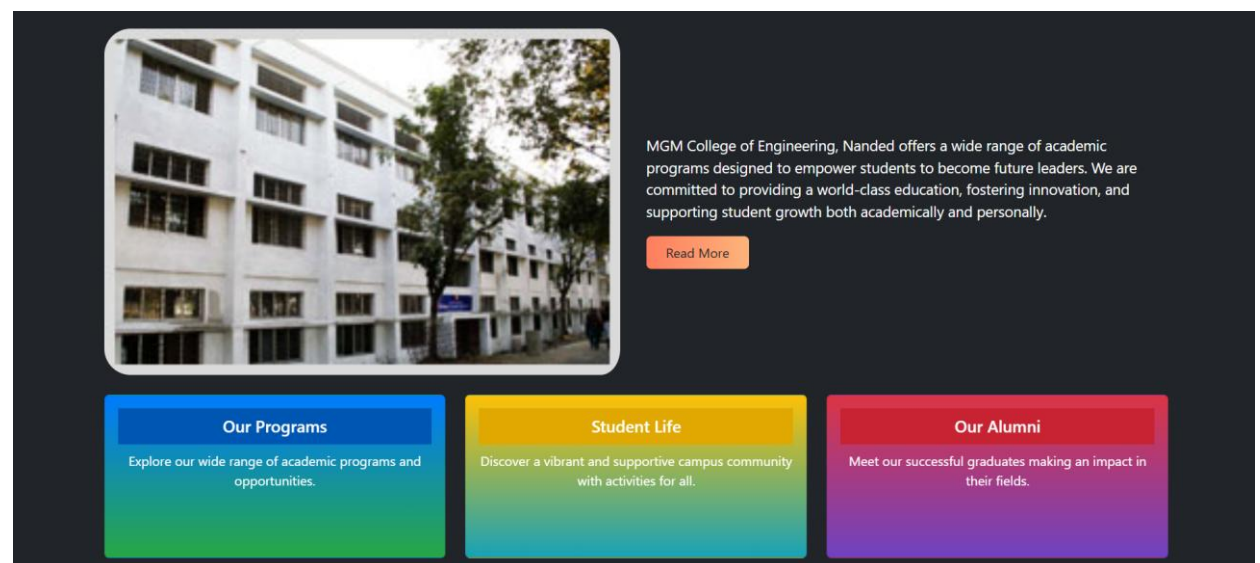 MGM College of Engineering, Nanded offers a wide range of academic
programs designed to empower students to become future leaders. We are
committed to providing a world-class education, fostering innovation, and
supporting student growth both academically and personally.
Read More
Our Programs
Explore our wide range of academic programs and
opportunities.
Student Life
Discover a vibrant and supportive campus community
with activities for all.
Our Alumni
Meet our successful graduates making an impact in
their fields.